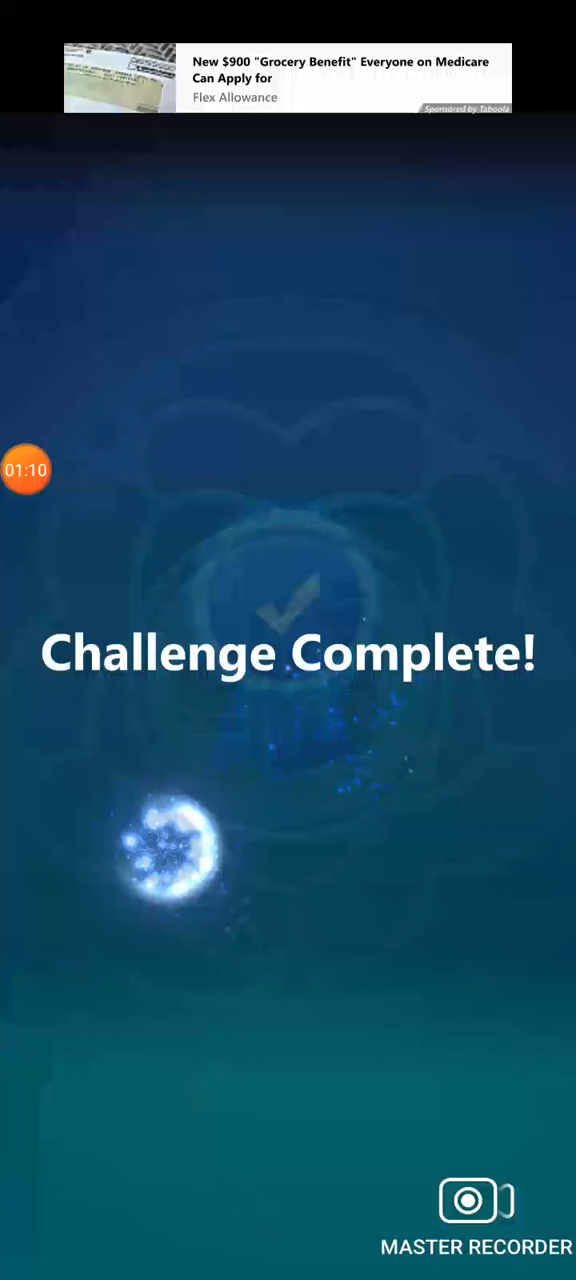 New $900 "Grocery Benefit" Everyone on Medicare
Can Apply for
Flex Allowance
Sponsored by Taboola
01:10
Challenge Complete!
MASTER RECORDER